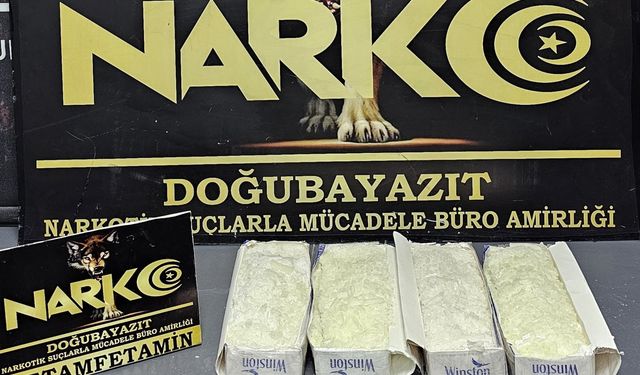 NARKO
DOĞUBAYAZIT
NARKOTİK SUÇLARLA MÜCADELE BÜRO AMİRLİĞİ
NARKO
DOĞUBAYAZIT
NARKOTİK SUÇLARLA MÜCADELE BÜRO AMİRLİĞİ
METAMFETAMİN
Winston
Winston
Winston
Winston